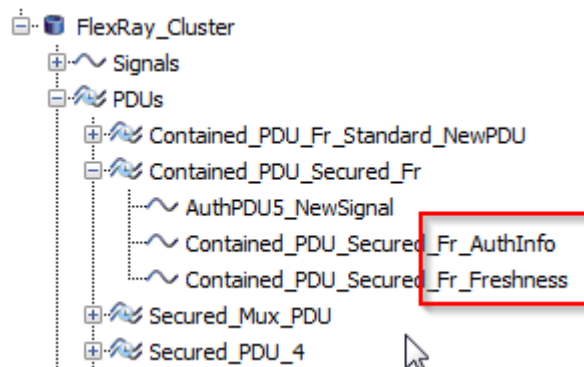 FlexRay_Cluster
Signals
PDUs
Contained_PDU_Fr_Standard_NewPDU
Contained_PDU_Secured_Fr
AuthPDU5_NewSignal
Contained_PDU_Secured_Fr_AuthInfo
Contained_PDU_Secured_Fr_Freshness
Secured_Mux_PDU
Secured_PDU_4